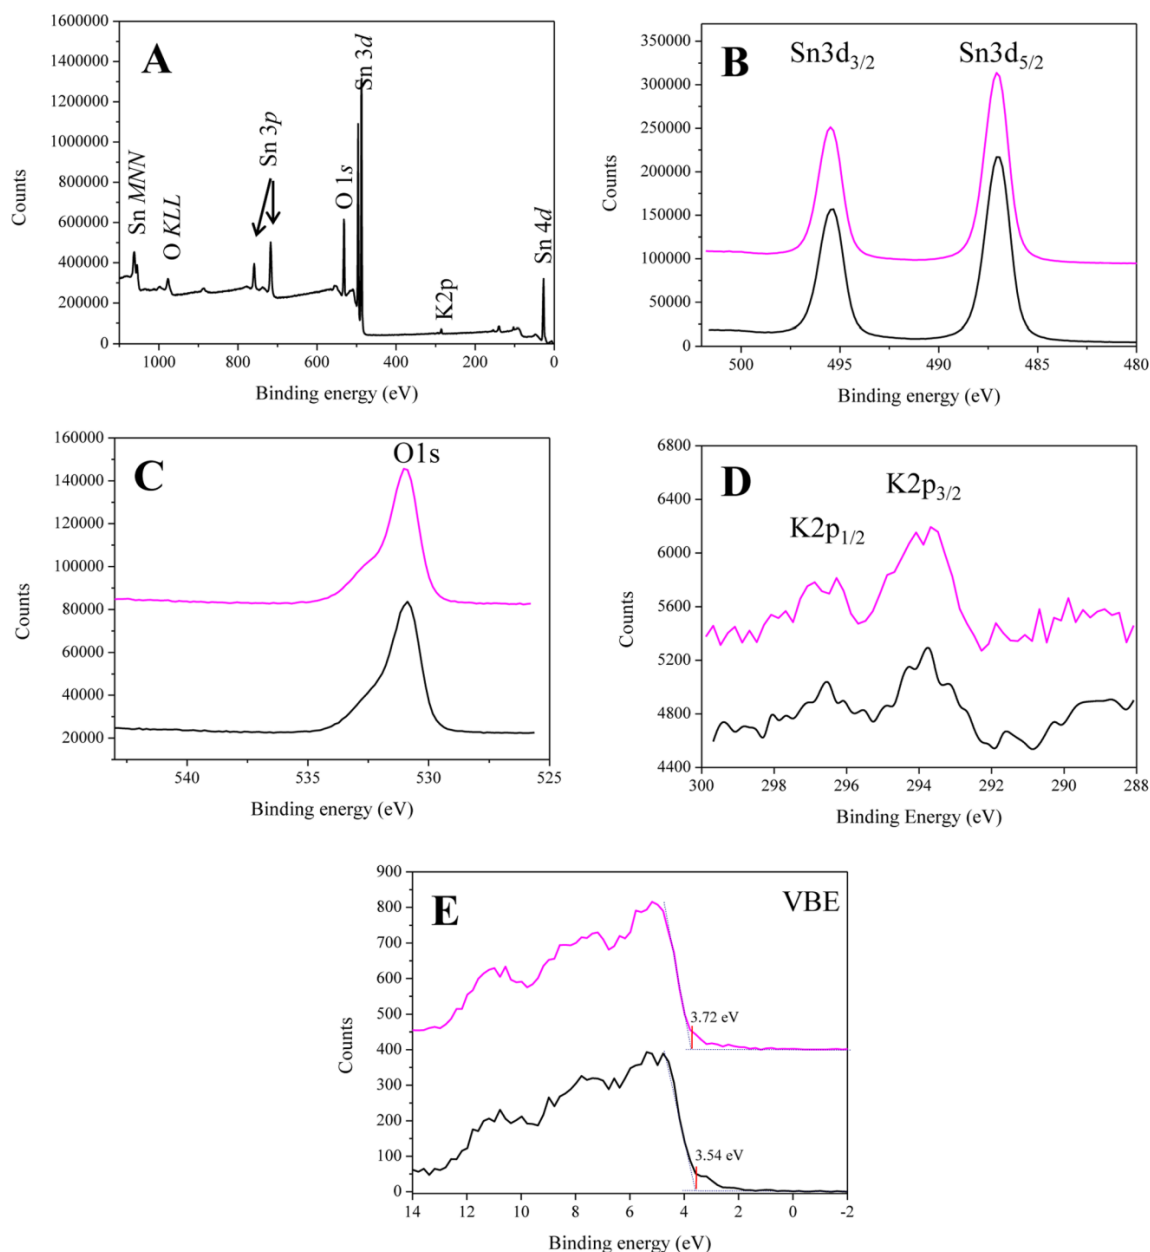 A
1600000
1400000
1200000
1000000
800000
600000
400000
200000
0
Counts
Sn MNN
O KLL
Sn 3p
O 1s
Sn 3d
K2p
Sn 4d
1000 800 600 400 200 0
Binding energy (eV)
B
Sn3d3/2
Sn3d5/2
350000
300000
250000
200000
150000
100000
50000
0
Counts
500 495 490 485 480
Binding energy (eV)
C
O1s
160000
140000
120000
100000
80000
60000
40000
20000
Counts
540 535 530 525
Binding energy (eV)
D
K2p1/2
K2p3/2
6800
6400
6000
5600
5200
4800
4400
Counts
300 298 296 294 292 290 288
Binding Energy (eV)
E
VBE
900
800
700
600
500
400
300
200
100
0
Counts
3.72 eV
3.54 eV
14 12 10 8 6 4 2 0 -2
Binding energy (eV)